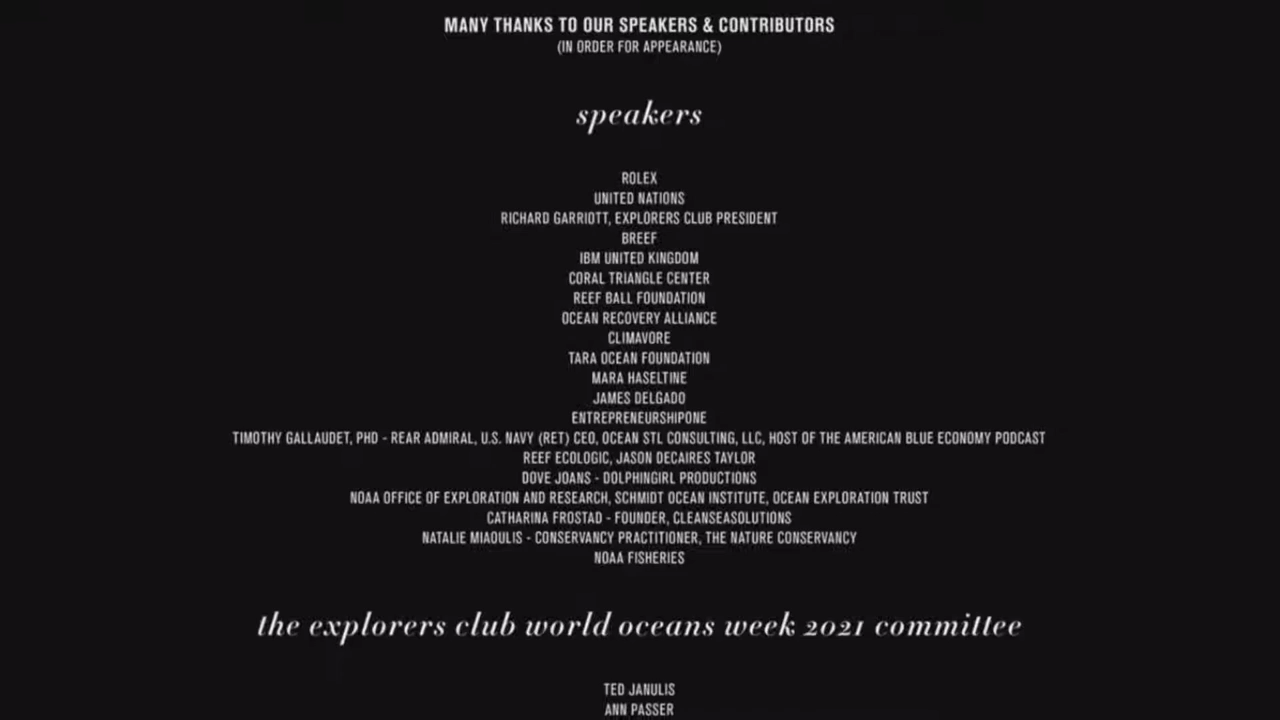 MANY THANKS TO OUR SPEAKERS & CONTRIBUTORS
(IN ORDER FOR APPEARANCE)
speakers
ROLEX
UNITED NATIONS
RICHARD GARRIOTT, EXPLORERS CLUB PRESIDENT
BREEF
IBM UNITED KINGDOM
CORAL TRIANGLE CENTER
REEF BALL FOUNDATION
OCEAN RECOVERY ALLIANCE
CLIMAVORE
TARA OCEAN FOUNDATION
MARA HASELTINE
JAMES DELGADO
ENTREPRENEURSHIPONE
TIMOTHY GALLAUDET, PHD - REAR ADMIRAL, U.S. NAVY (RET) CEO, OCEAN STL CONSULTING, LLC, HOST OF THE AMERICAN BLUE ECONOMY PODCAST
REEF ECOLOGIC, JASON DECAIRES TAYLOR
DOVE JOANS - DOLPHINGIRL PRODUCTIONS
NOAA OFFICE OF EXPLORATION AND RESEARCH, SCHMIDT OCEAN INSTITUTE, OCEAN EXPLORATION TRUST
CATHARINA FROSTAD - FOUNDER, CLEANSEASOLUTIONS
NATALIE MIAOULIS - CONSERVANCY PRACTITIONER, THE NATURE CONSERVANCY
NOAA FISHERIES
the explorers club world oceans week 2021 committee
TED JANULIS
ANN PASSER